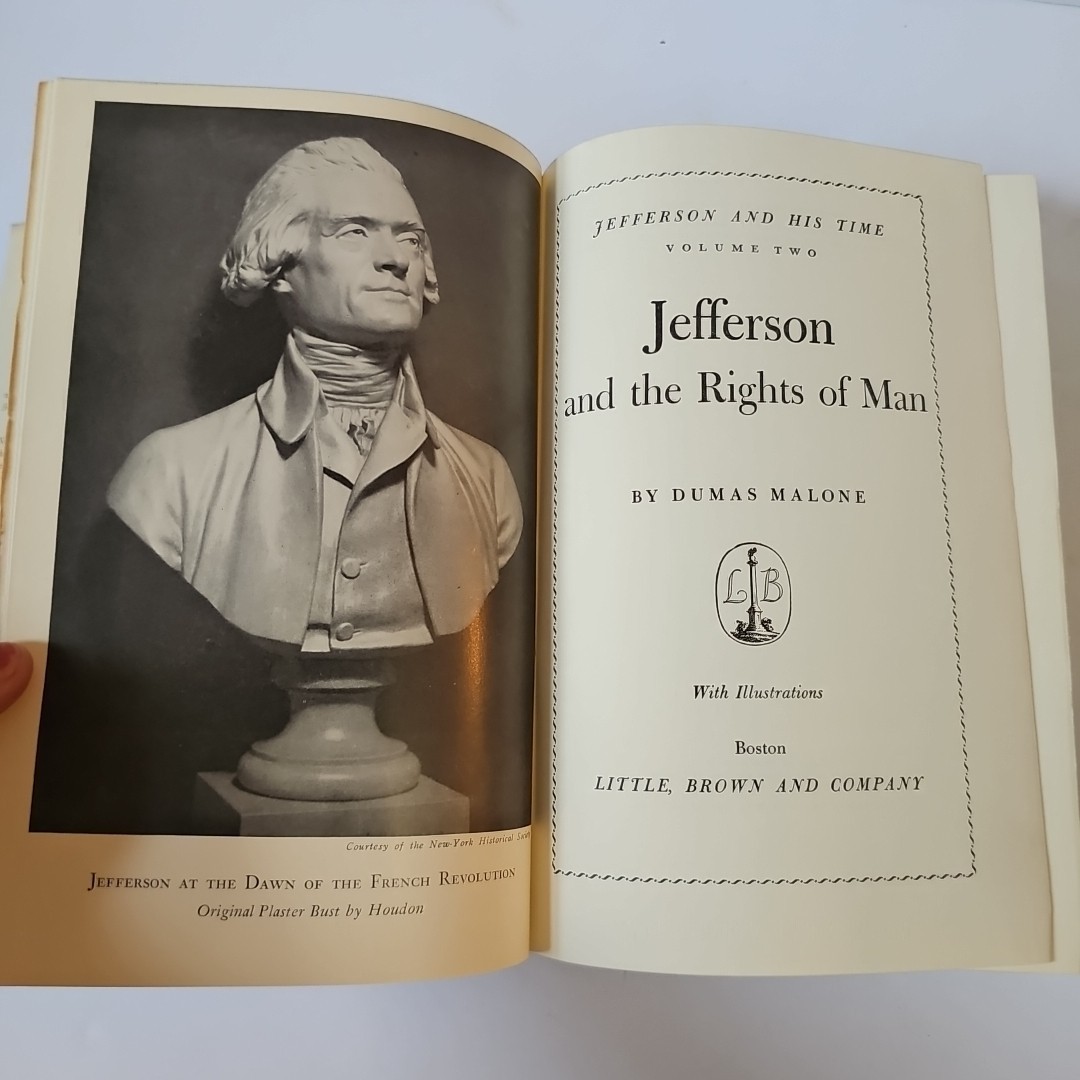 Courtesy of the New-York Historical
JEFFERSON AT THE DAWN OF THE FRENCH REVOLUTION
Original Plaster Bust by Houdon
JEFFERSON AND HIS TIME
VOLUME TWO
Jefferson
and the Rights of Man
BY DUMAS MALONE
L B
With Illustrations
Boston
LITTLE, BROWN AND COMPANY